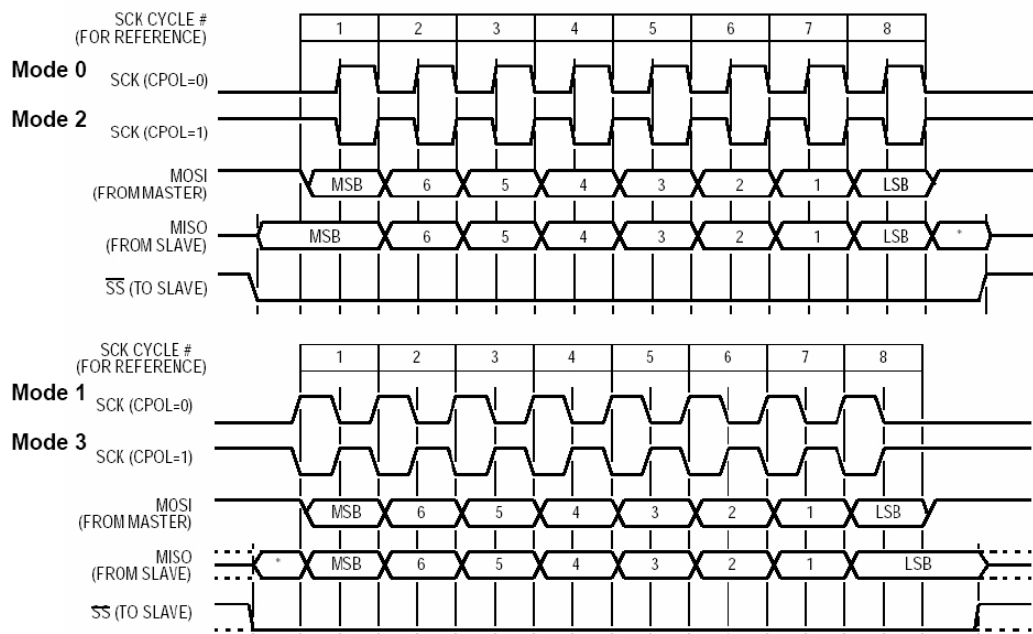 SCK CYCLE #
(FOR REFERENCE)
1 2 3 4 5 6 7 8
Mode 0 SCK (CPOL=0)
Mode 2 SCK (CPOL=1)
MOSI
(FROM MASTER)
MSB 6 5 4 3 2 1 LSB
MISO
(FROM SLAVE)
MSB 6 5 4 3 2 1 LSB *
SS (TO SLAVE)
SCK CYCLE #
(FOR REFERENCE)
1 2 3 4 5 6 7 8
Mode 1 SCK (CPOL=0)
Mode 3 SCK (CPOL=1)
MOSI
(FROM MASTER)
MSB 6 5 4 3 2 1 LSB
MISO
(FROM SLAVE)
* MSB 6 5 4 3 2 1 LSB
SS (TO SLAVE)